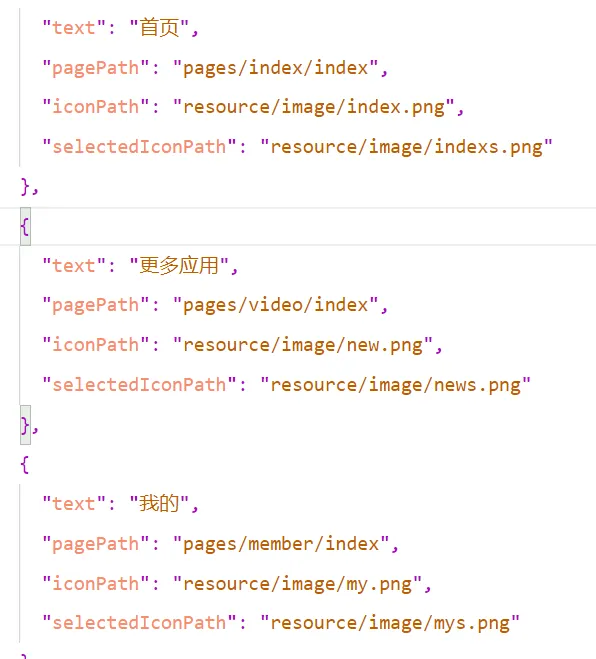 "text": "首页",
"pagePath": "pages/index/index",
"iconPath": "resource/image/index.png",
"selectedIconPath": "resource/image/indexs.png"
},
{
"text": "更多应用",
"pagePath": "pages/video/index",
"iconPath": "resource/image/new.png",
"selectedIconPath": "resource/image/news.png"
},
{
"text": "我的",
"pagePath": "pages/member/index",
"iconPath": "resource/image/my.png",
"selectedIconPath": "resource/image/mys.png"
}